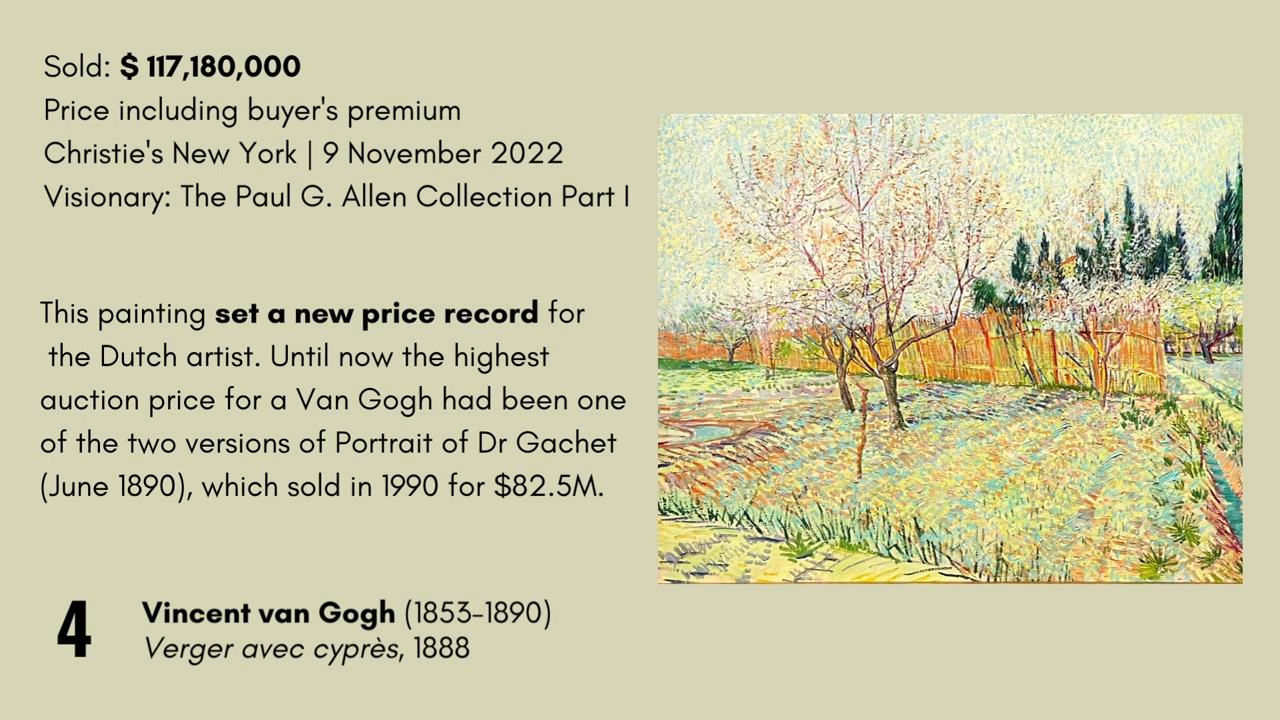 Sold: $ 117,180,000
Price including buyer's premium
Christie's New York | 9 November 2022
Visionary: The Paul G. Allen Collection Part I
This painting set a new price record for
the Dutch artist. Until now the highest
auction price for a Van Gogh had been one
of the two versions of Portrait of Dr Gachet
(June 1890), which sold in 1990 for $82.5M.
4
Vincent van Gogh (1853-1890)
Verger avec cyprès, 1888